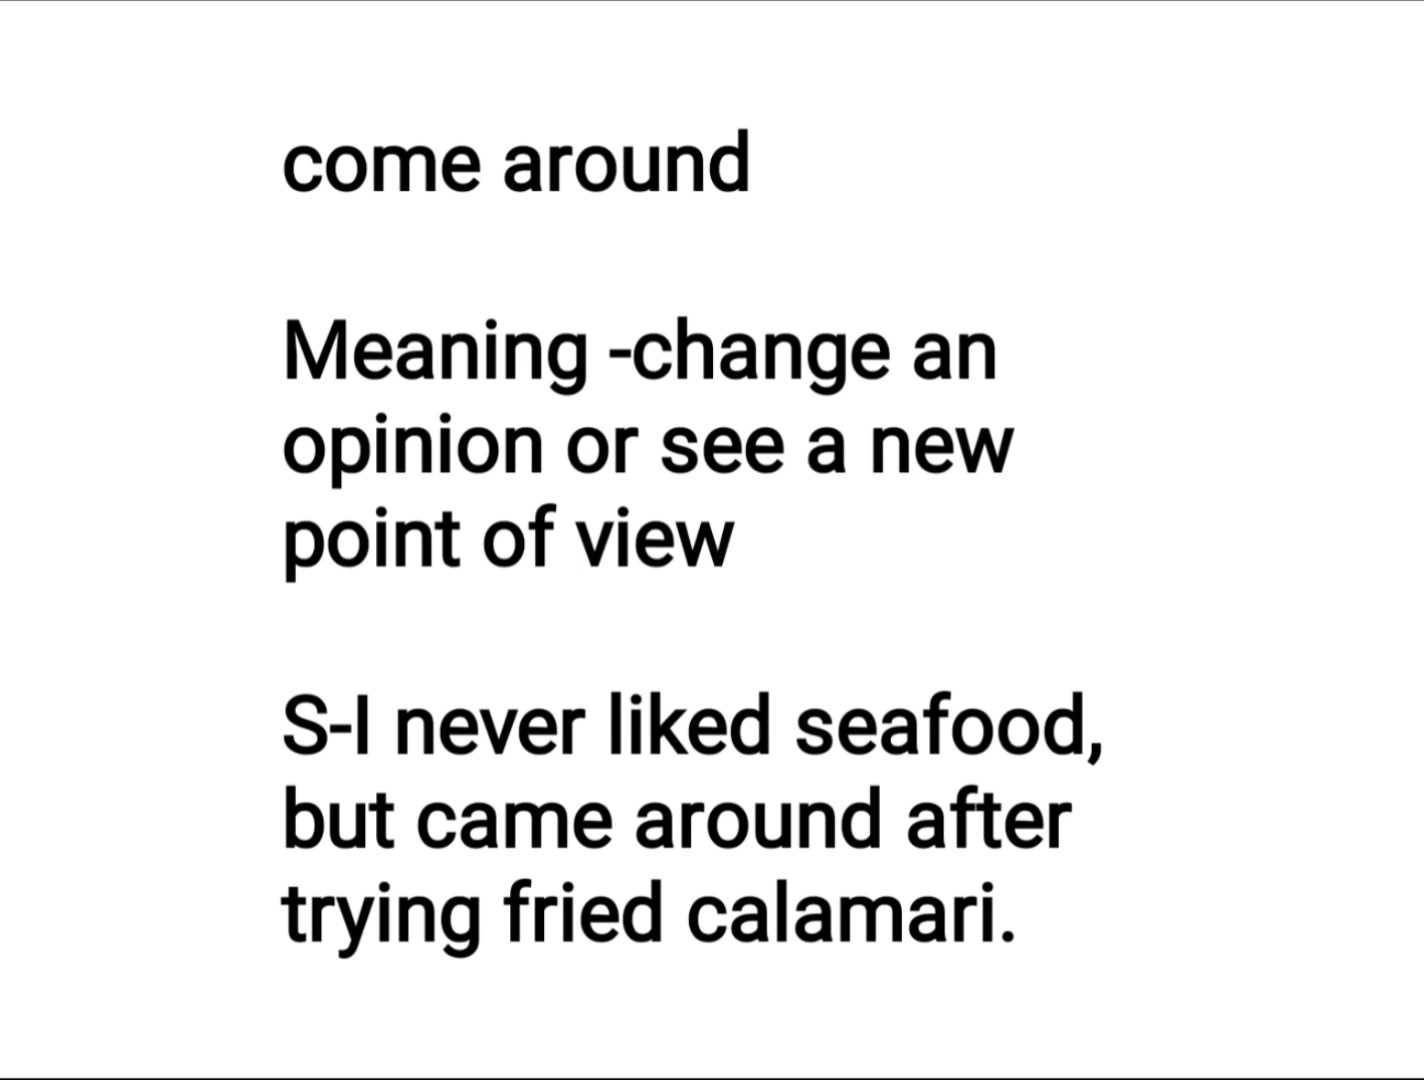 come around
Meaning -change an
opinion or see a new
point of view
S-I never liked seafood,
but came around after
trying fried calamari.